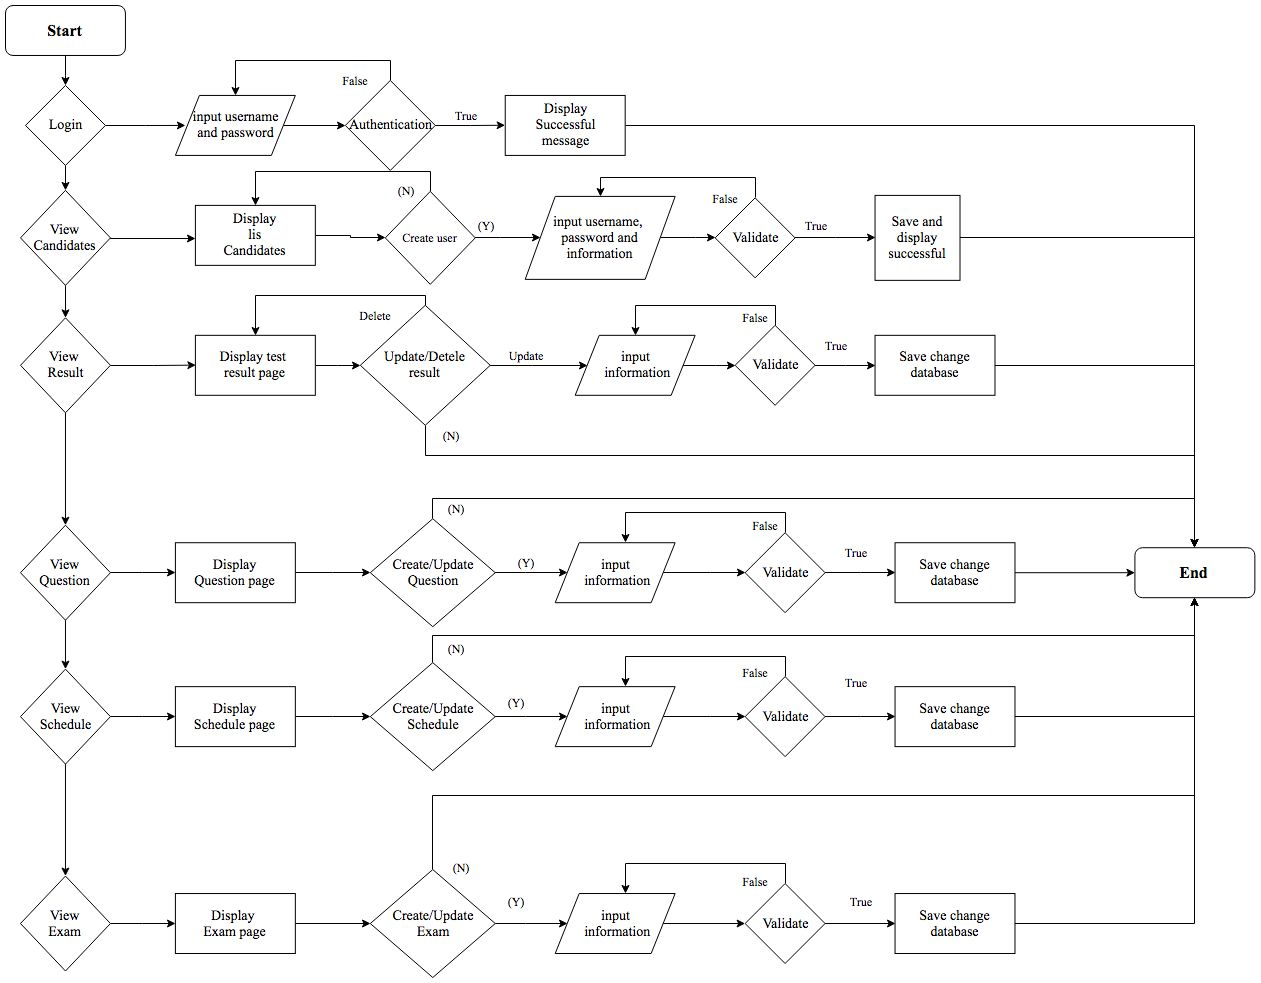 Start
False
Login
input username
and password
Authentication
True
Display
Successful
message
View
Candidates
Display
lis
Candidates
(N)
Create user
(Y)
input username,
password and
information
False
Validate
True
Save and
display
successful
View
Result
Display test
result page
Delete
Update/Detele
result
Update
(N)
input
information
False
Validate
True
Save change
database
View
Question
Display
Question page
(N)
Create/Update
Question
(Y)
input
information
False
Validate
True
Save change
database
End
View
Schedule
Display
Schedule page
(N)
Create/Update
Schedule
(Y)
input
information
False
Validate
True
Save change
database
View
Exam
Display
Exam page
(N)
Create/Update
Exam
(Y)
input
information
False
Validate
True
Save change
database